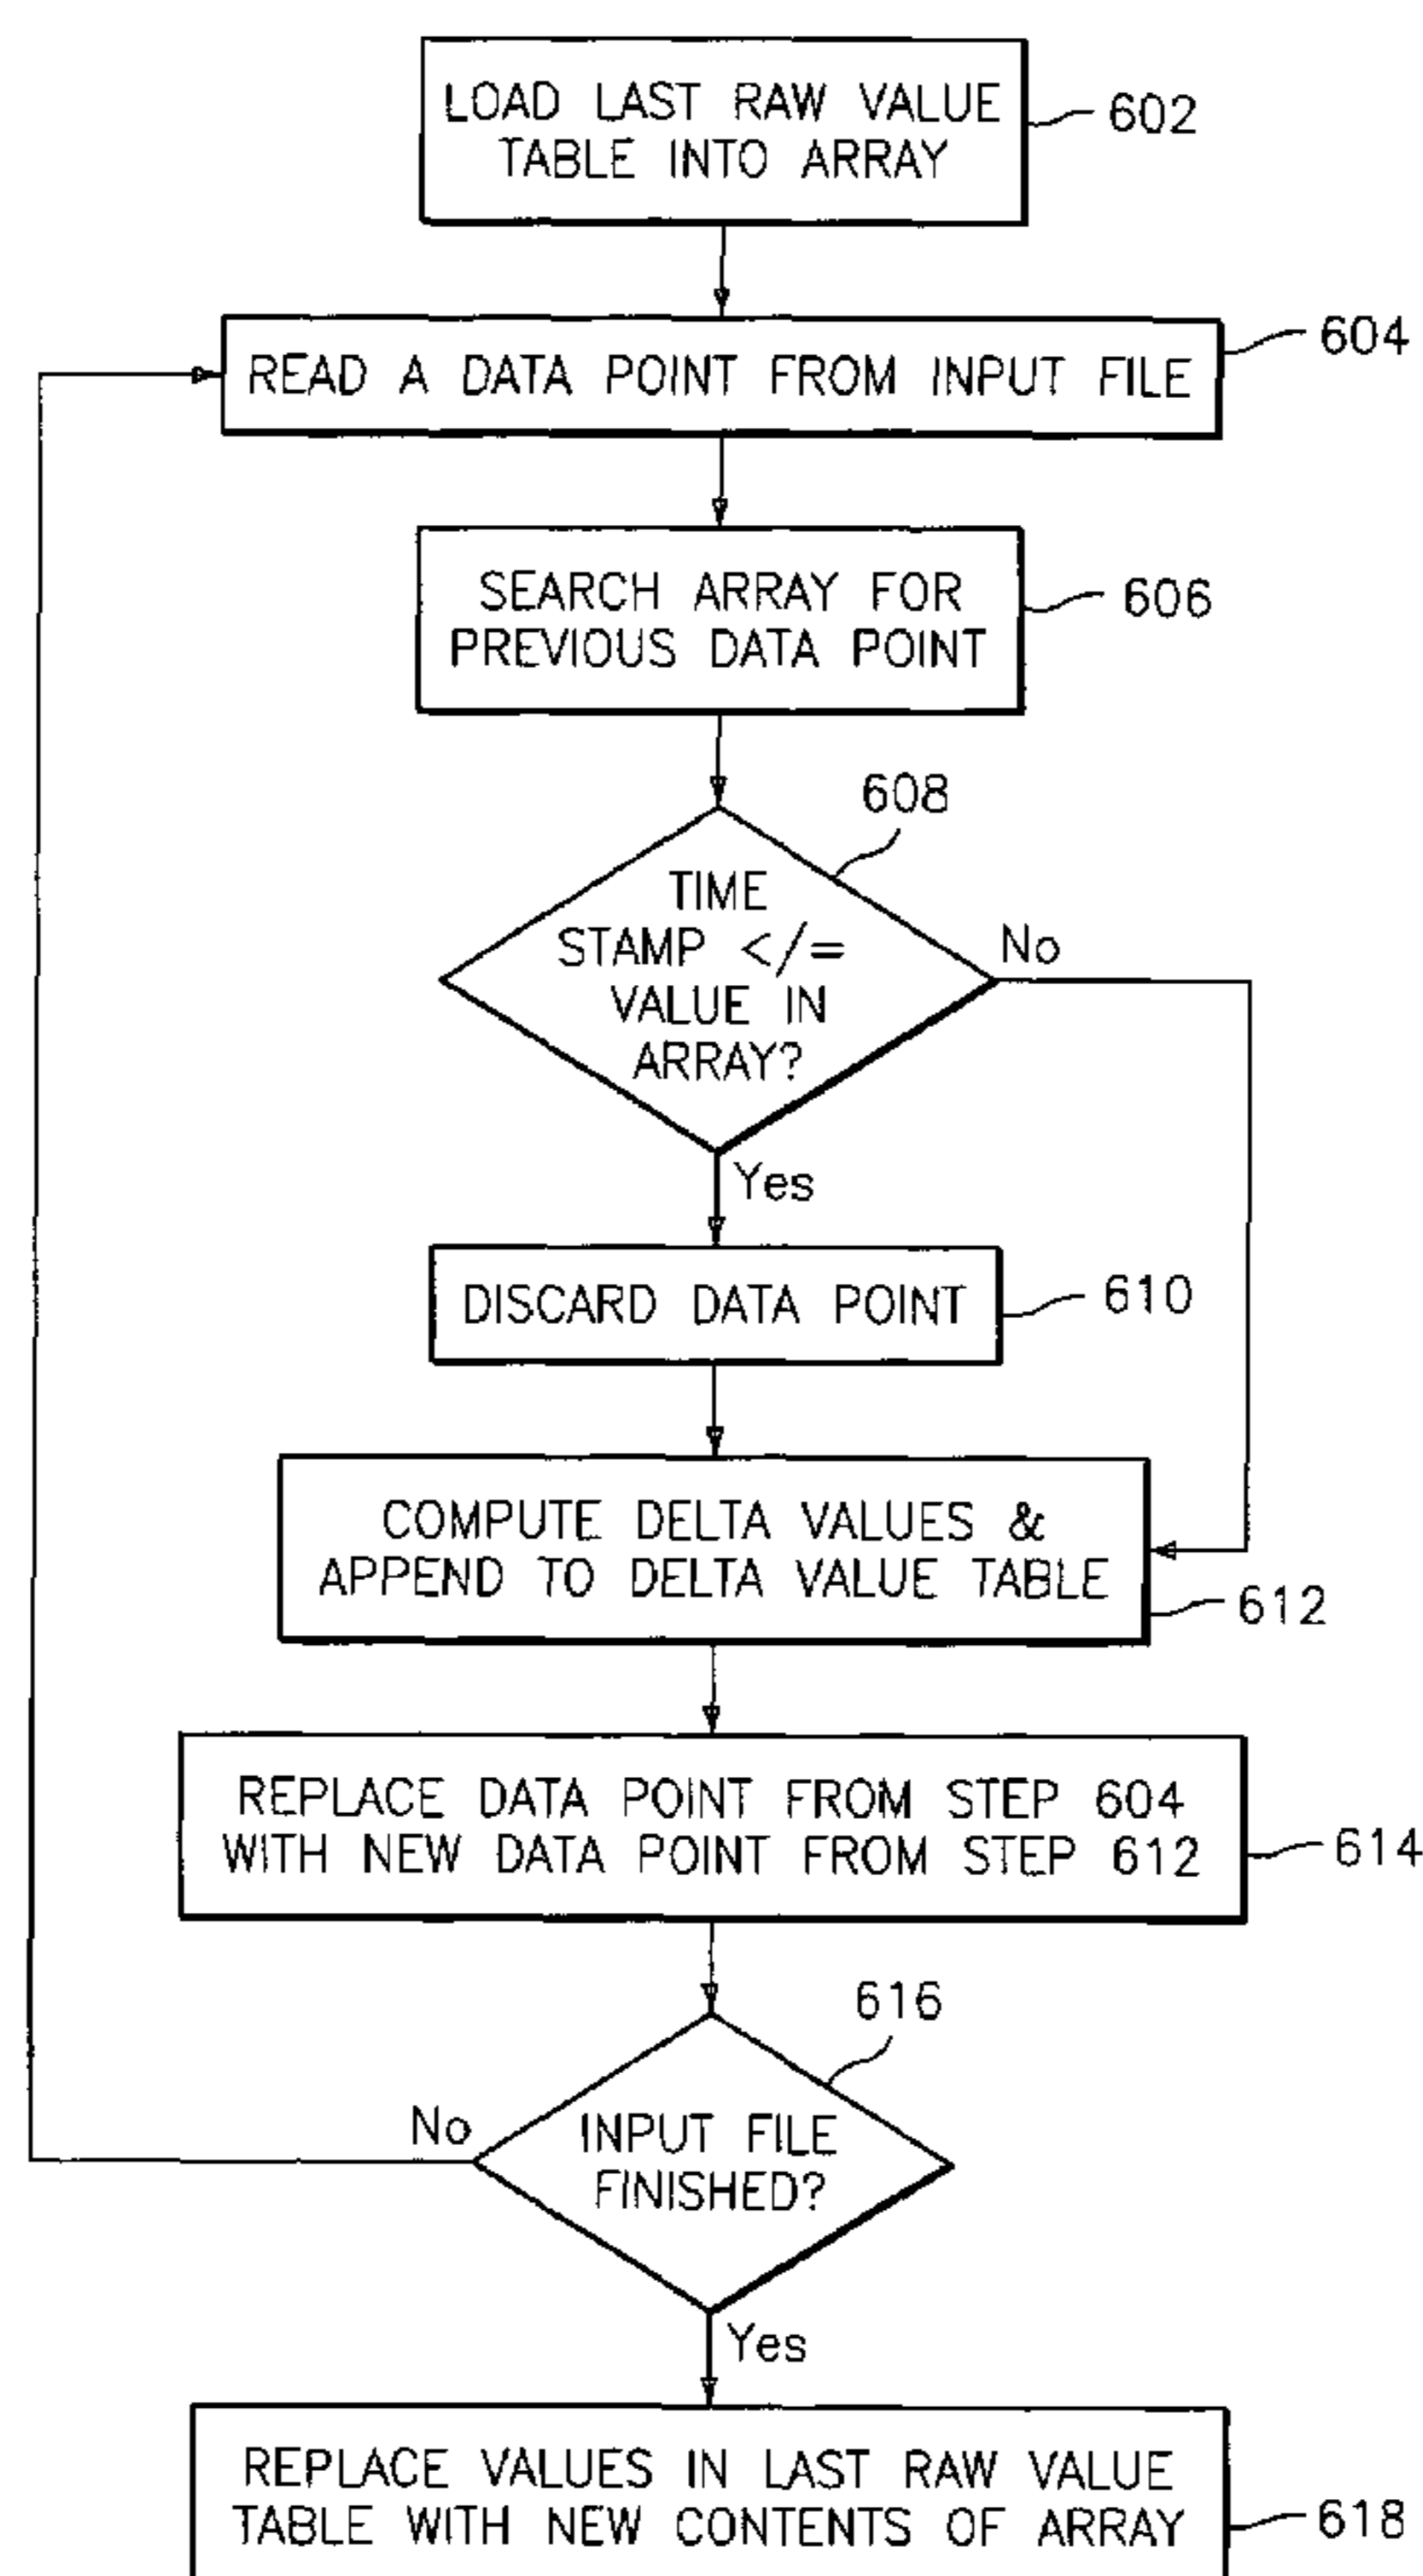 LOAD LAST RAW VALUE
TABLE INTO ARRAY
602
READ A DATA POINT FROM INPUT FILE
604
SEARCH ARRAY FOR
PREVIOUS DATA POINT
606
608
TIME
STAMP </=
VALUE IN
ARRAY?
No
Yes
DISCARD DATA POINT
610
COMPUTE DELTA VALUES &
APPEND TO DELTA VALUE TABLE
612
REPLACE DATA POINT FROM STEP 604
WITH NEW DATA POINT FROM STEP 612
614
616
INPUT FILE
FINISHED?
No
Yes
REPLACE VALUES IN LAST RAW VALUE
TABLE WITH NEW CONTENTS OF ARRAY
618